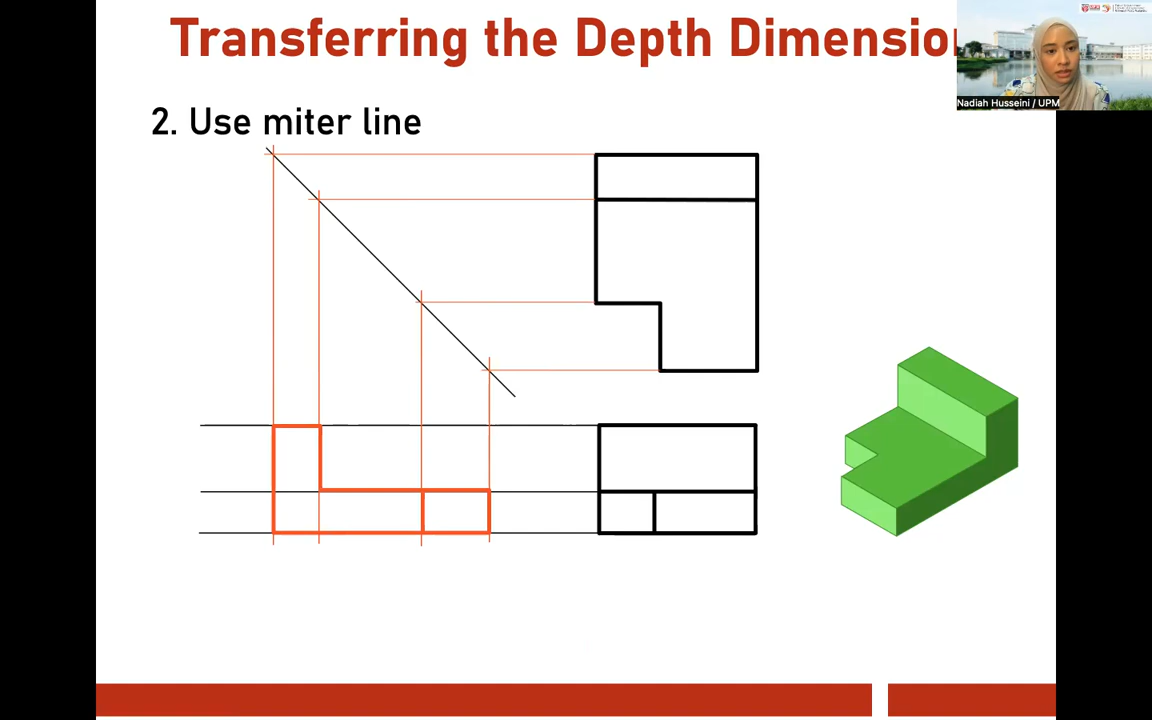 Transferring the Depth Dimension
2. Use miter line
Nadiah Husseini / UPM